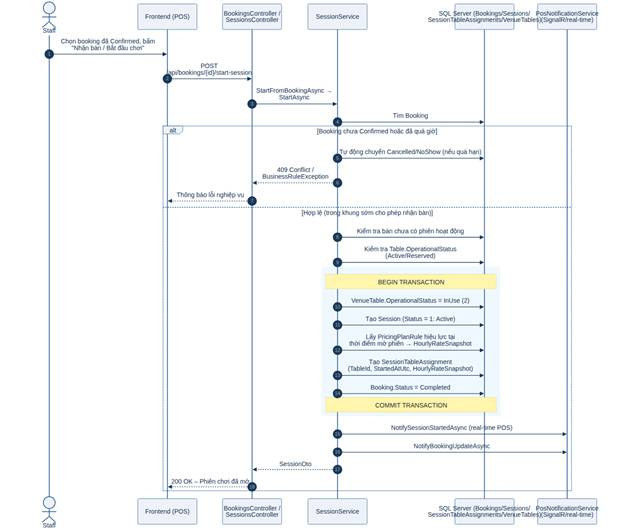 Staff
Frontend (POS)
BookingsController /
SessionsController
SessionService
SQL Server (Bookings/Sessions/
SessionTableAssignments/VenueTables)
PosNotificationService
(SignalR/real-time)
Chọn booking đã Confirmed, bấm
"Nhận bàn / Bắt đầu chơi"
POST
/api/bookings/{id}/start-session
StartFromBookingAsync →
StartAsync
Tìm Booking
alt
[Booking chưa Confirmed hoặc đã quá giờ]
Tự động chuyển Cancelled/NoShow (nếu quá hạn)
409 Conflict /
BusinessRuleException
Thông báo lỗi nghiệp vụ
[Hợp lệ (trong khung sớm cho phép nhận bàn)]
Kiểm tra bàn chưa có phiên hoạt động
Kiểm tra Table.OperationalStatus
(Active/Reserved)
BEGIN TRANSACTION
VenueTable.OperationalStatus = InUse (2)
Tạo Session (Status = 1: Active)
Lấy PricingPlanRule hiệu lực tại
thời điểm mở phiên → HourlyRateSnapshot
Tạo SessionTableAssignment
(TableId, StartedAtUtc, HourlyRateSnapshot)
Booking.Status = Completed
COMMIT TRANSACTION
NotifySessionStartedAsync (real-time POS)
NotifyBookingUpdateAsync
SessionDto
200 OK – Phiên chơi đã mở
Staff
Frontend (POS)
BookingsController /
SessionsController
SessionService
SQL Server (Bookings/Sessions/
SessionTableAssignments/VenueTables)
PosNotificationService
(SignalR/real-time)